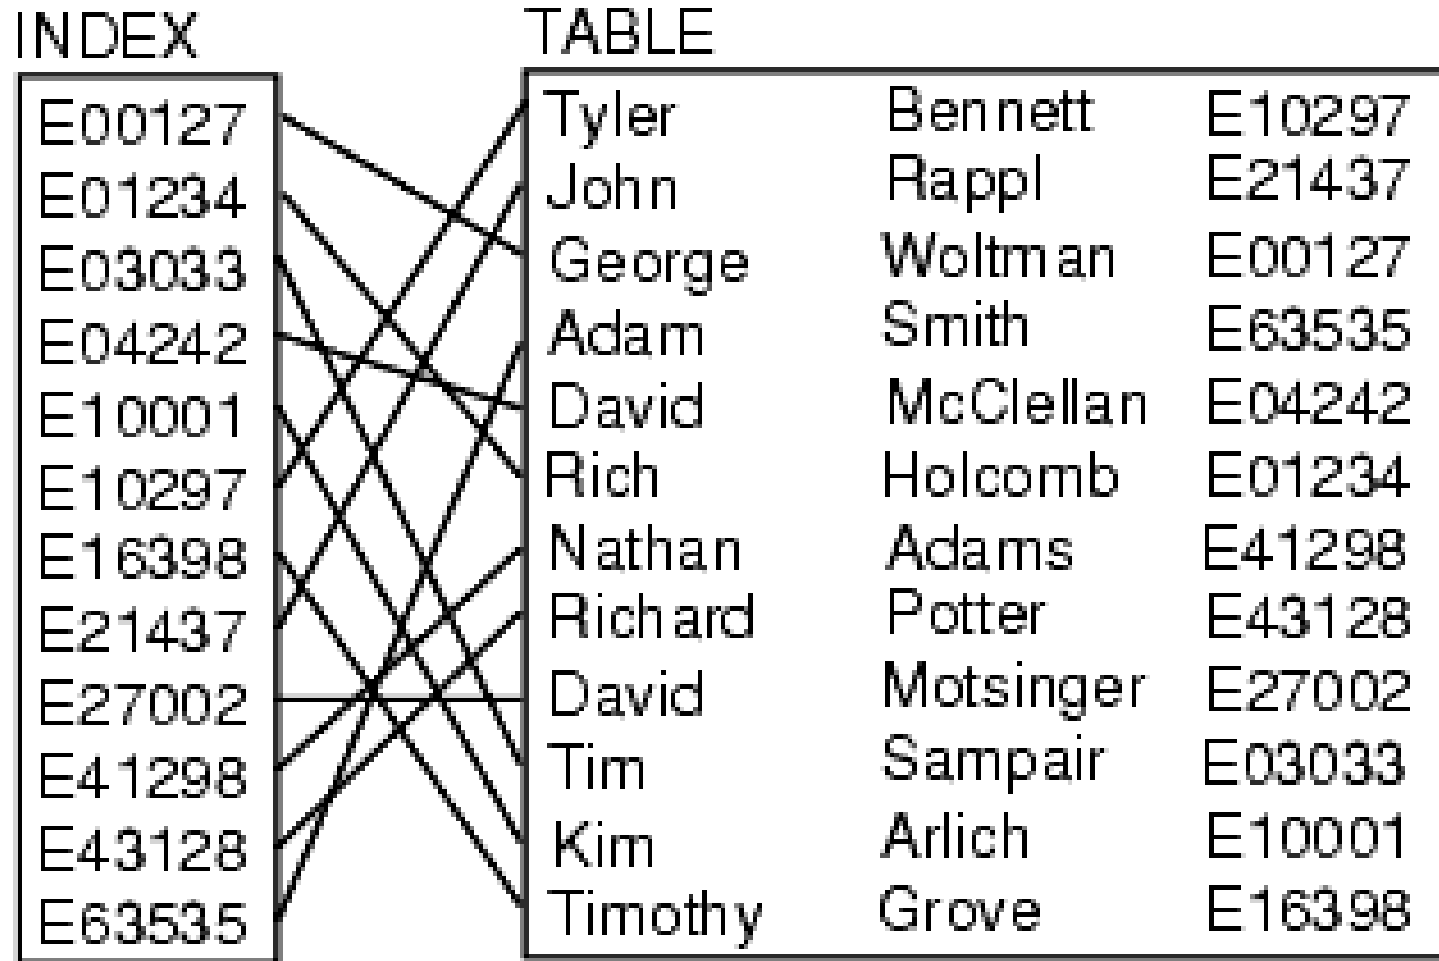 INDEX TABLE
E00127 Tyler Bennett E10297
E01234 John Rappl E21437
E03033 George Woltman E00127
E04242 Adam Smith E63535
E10001 David McClellan E04242
E10297 Rich Holcomb E01234
E16398 Nathan Adams E41298
E21437 Richard Potter E43128
E27002 David Motsinger E27002
E41298 Tim Sampair E03033
E43128 Kim Arlich E10001
E63535 Timothy Grove E16398